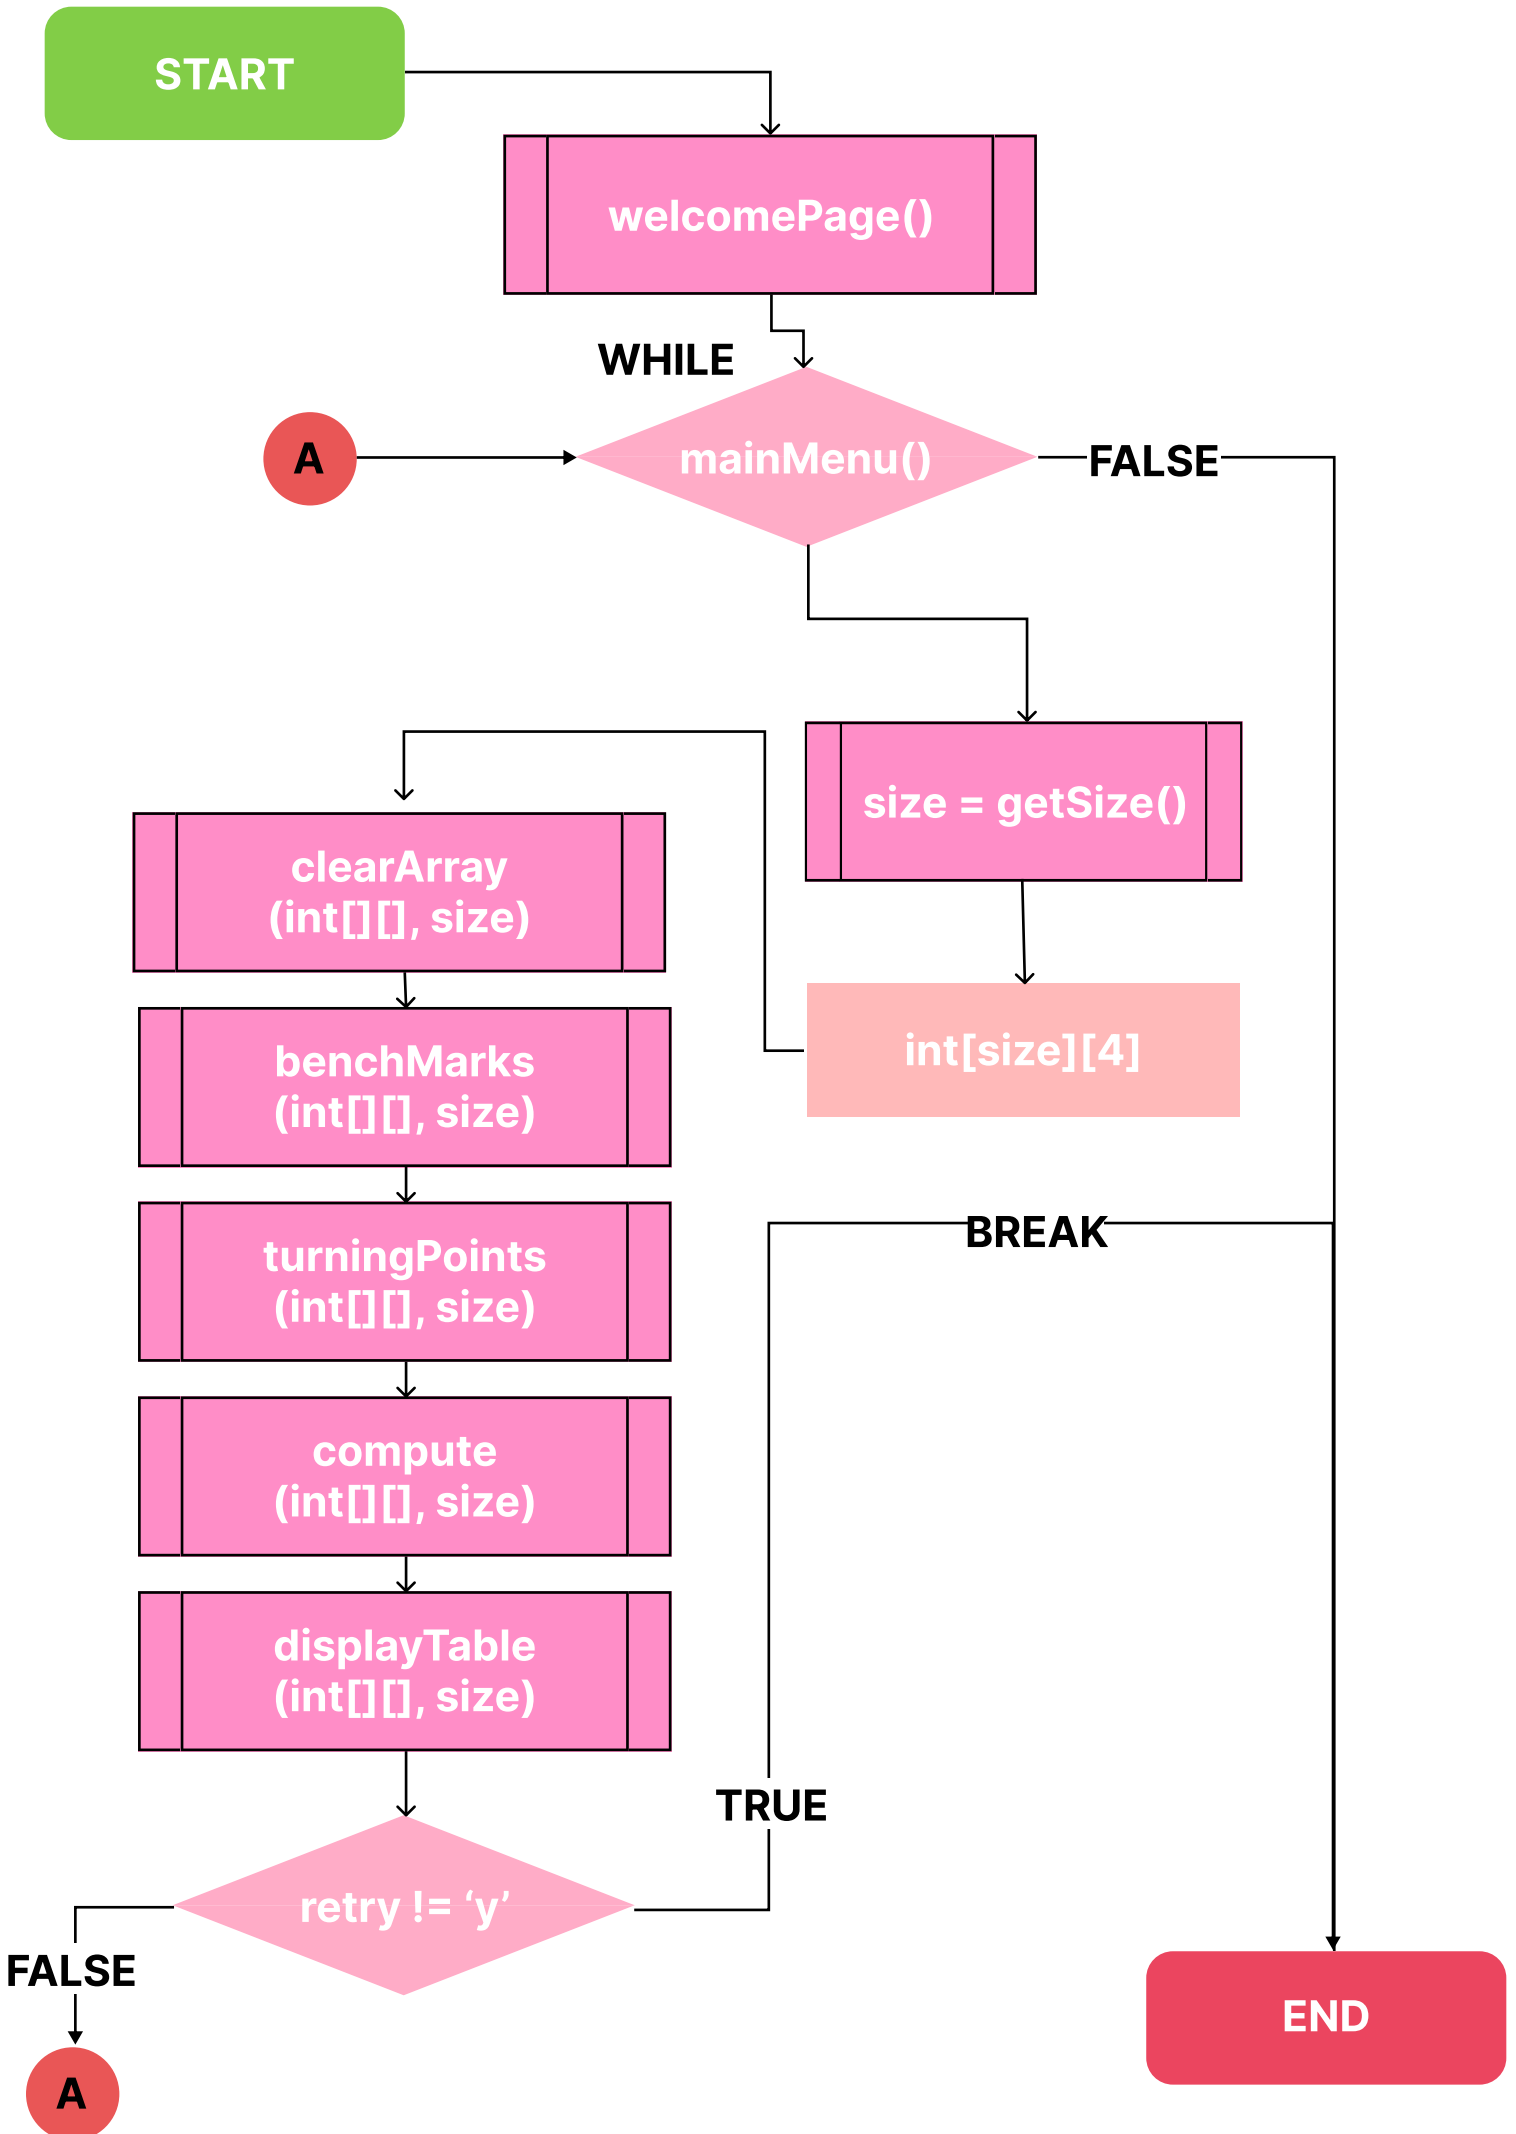 START
welcomePage()
WHILE
A
mainMenu()
FALSE
size = getSize()
clearArray
(int[][], size)
int[size][4]
benchMarks
(int[][], size)
turningPoints
(int[][], size)
BREAK
compute
(int[][], size)
displayTable
(int[][], size)
TRUE
retry != ‘y’
FALSE
END
A